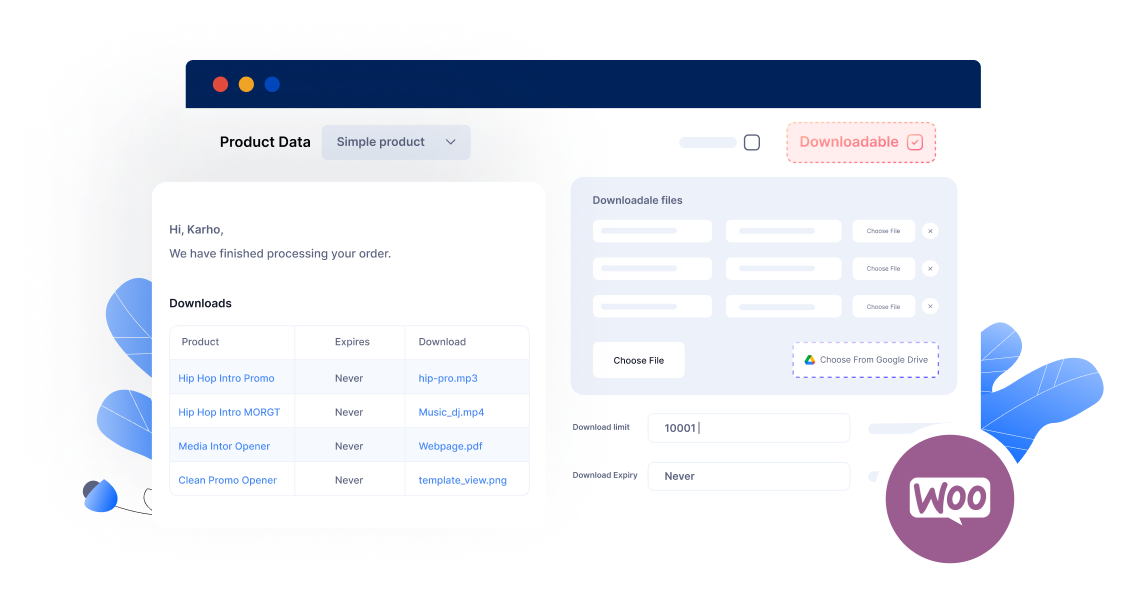 Product Data
Simple product
Downloadable
Hi, Karho,
We have finished processing your order.
Downloads
Product Expires Download
Hip Hop Intro Promo Never hip-pro.mp3
Hip Hop Intro MORGT Never Music_dj.mp4
Media Intor Opener Never Webpage.pdf
Clean Promo Opener Never template_view.png
Downloadale files
Choose File
Choose File
Choose File
Choose File
Choose From Google Drive
Download limit 10001
Download Expiry Never
Woo